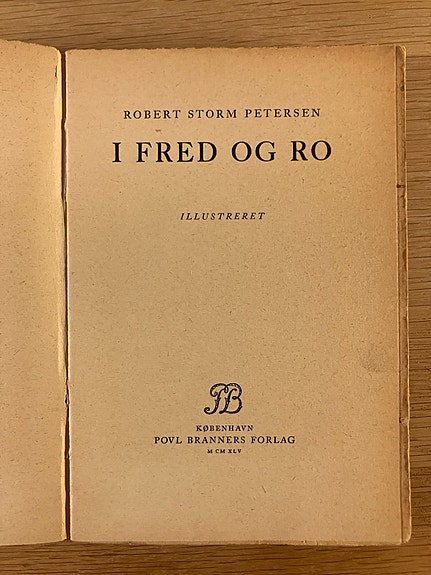 ROBERT STORM PETERSEN
I FRED OG RO
ILLUSTRERET
PB
KØBENHAVN
POVL BRANNERS FORLAG
M CM XLV